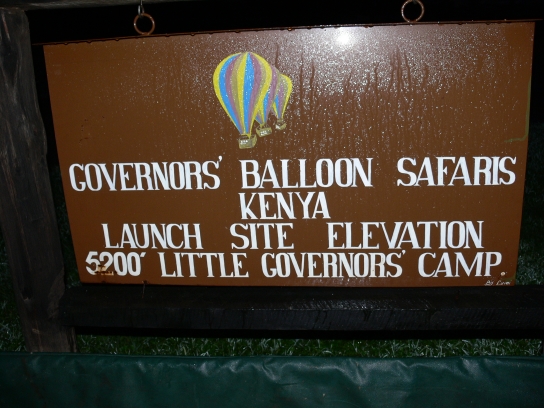 GOVERNORS' BALLOON SAFARIS
KENYA
LAUNCH SITE ELEVATION
5200' LITTLE GOVERNORS' CAMP.